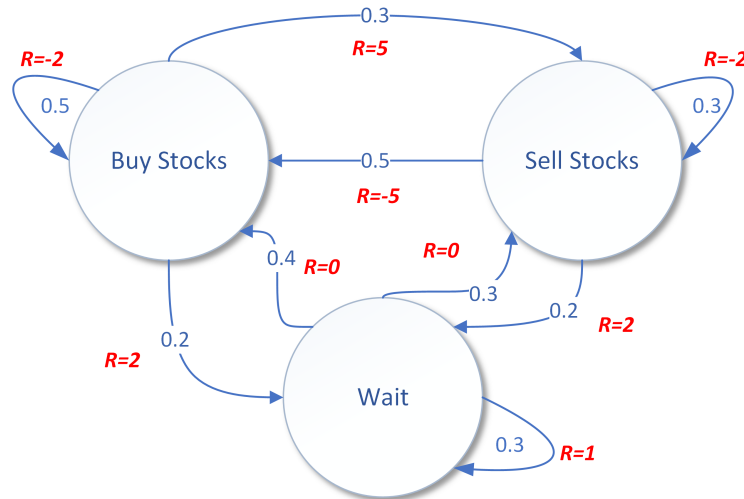 0.3
R=5
R=-2
0.5
R=-2
0.3
Buy Stocks
Sell Stocks
0.5
R=-5
0.4
R=0
R=0
0.3
0.2
R=2
0.2
R=2
Wait
0.3
R=1